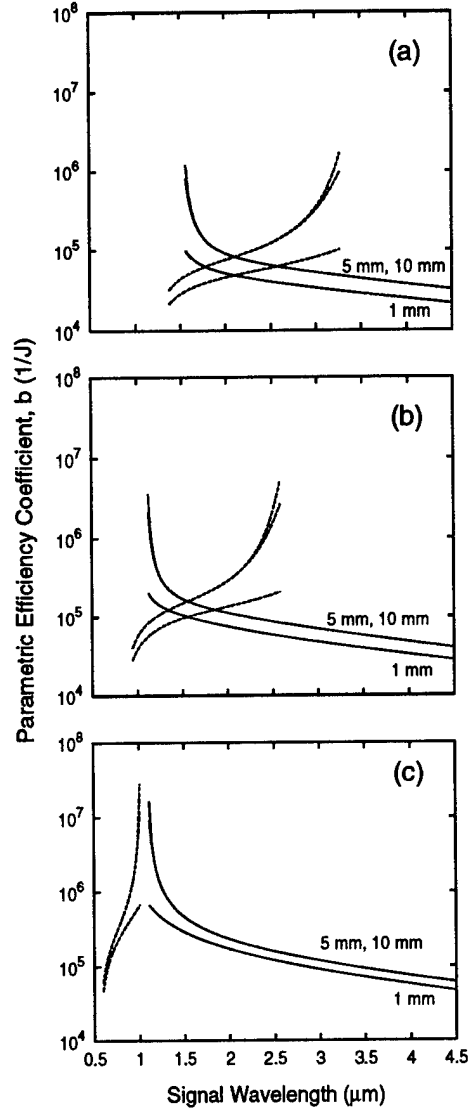 Parametric Efficiency Coefficient, b (1/J)
10^8
10^7
10^6
10^5
10^4
(a)
5 mm, 10 mm
1 mm
10^8
10^7
10^6
10^5
10^4
(b)
5 mm, 10 mm
1 mm
10^8
10^7
10^6
10^5
10^4
(c)
5 mm, 10 mm
1 mm
0.5 1 1.5 2 2.5 3 3.5 4 4.5
Signal Wavelength (μm)